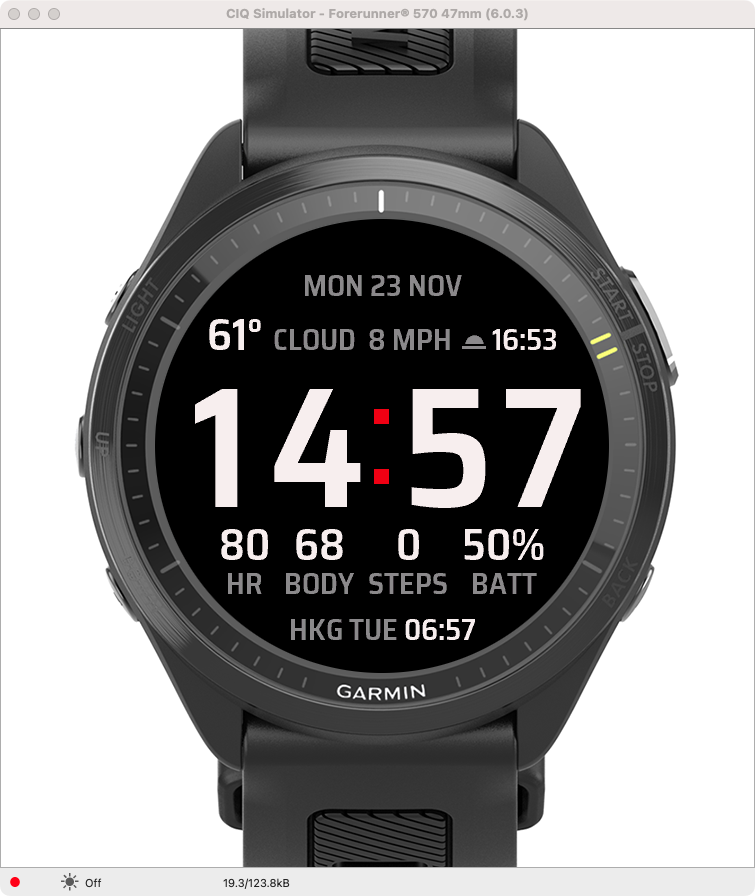 CIQ Simulator - Forerunner® 570 47mm (6.0.3)
LIGHT
START
STOP
MON 23 NOV
61° CLOUD 8 MPH 16:53
UP
14:57
80 68 0 50%
HR BODY STEPS BATT
BACK
HKG TUE 06:57
GARMIN
Off 19.3/123.8kB